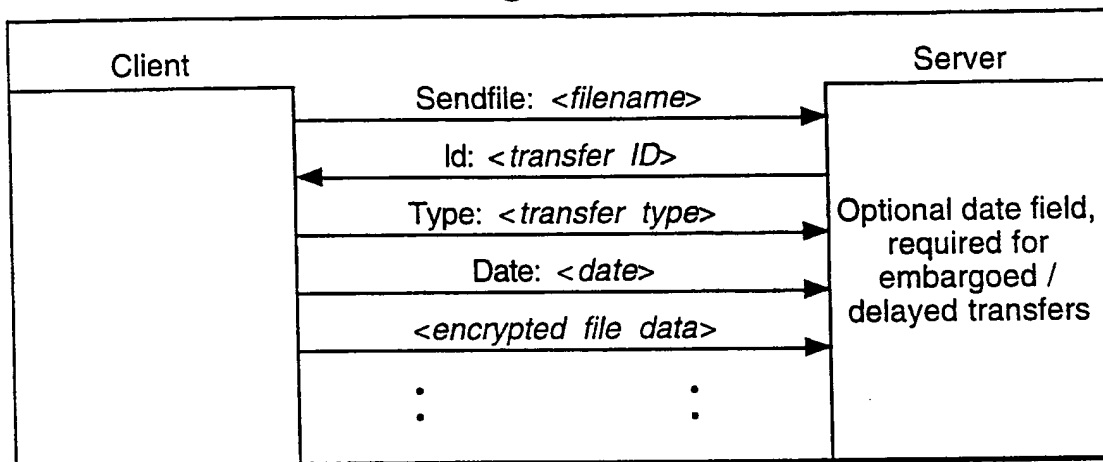 Client
Server
Sendfile: <filename>
Id: <transfer ID>
Type: <transfer type>
Date: <date>
<encrypted file data>
Optional date field,
required for
embargoed /
delayed transfers